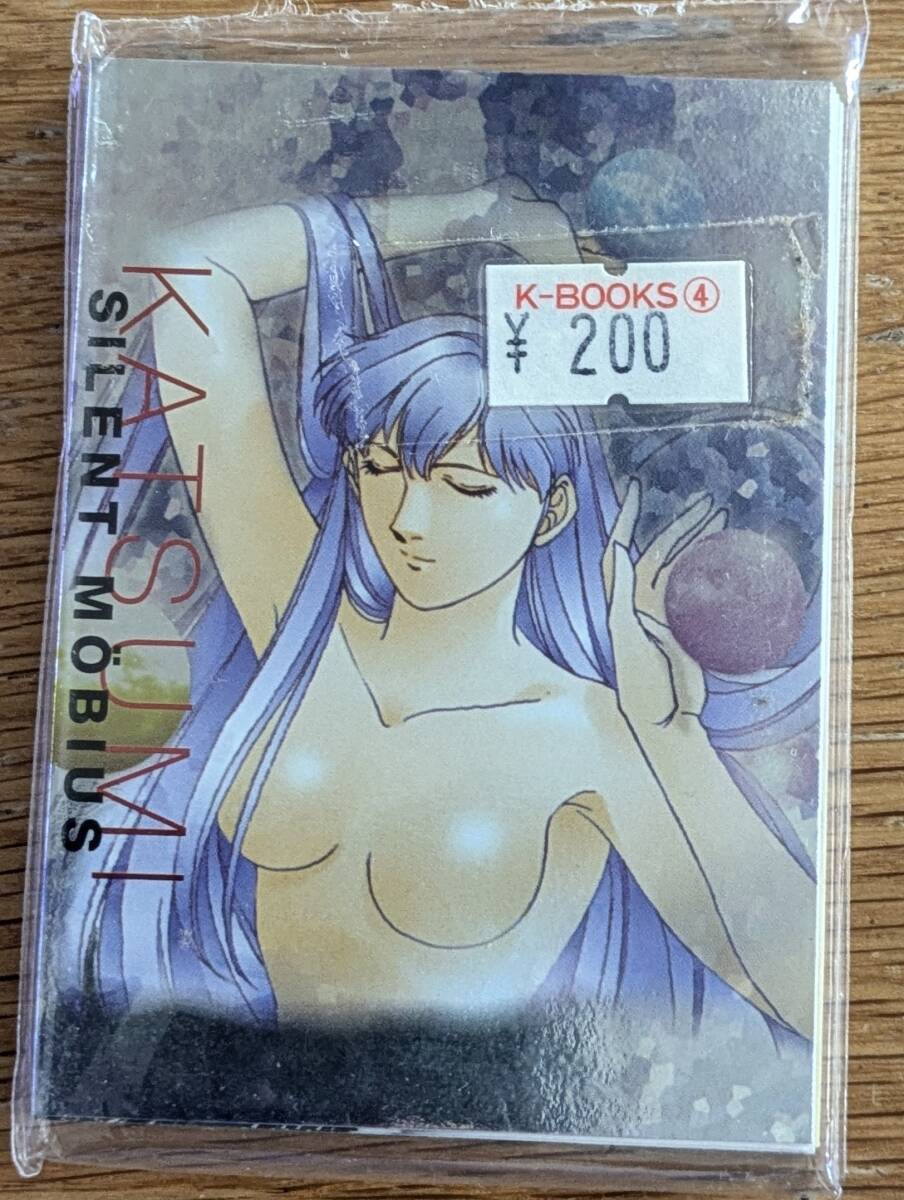 K-BOOKS④
¥ 200
KATSUMI
SILENT MÖBIUS